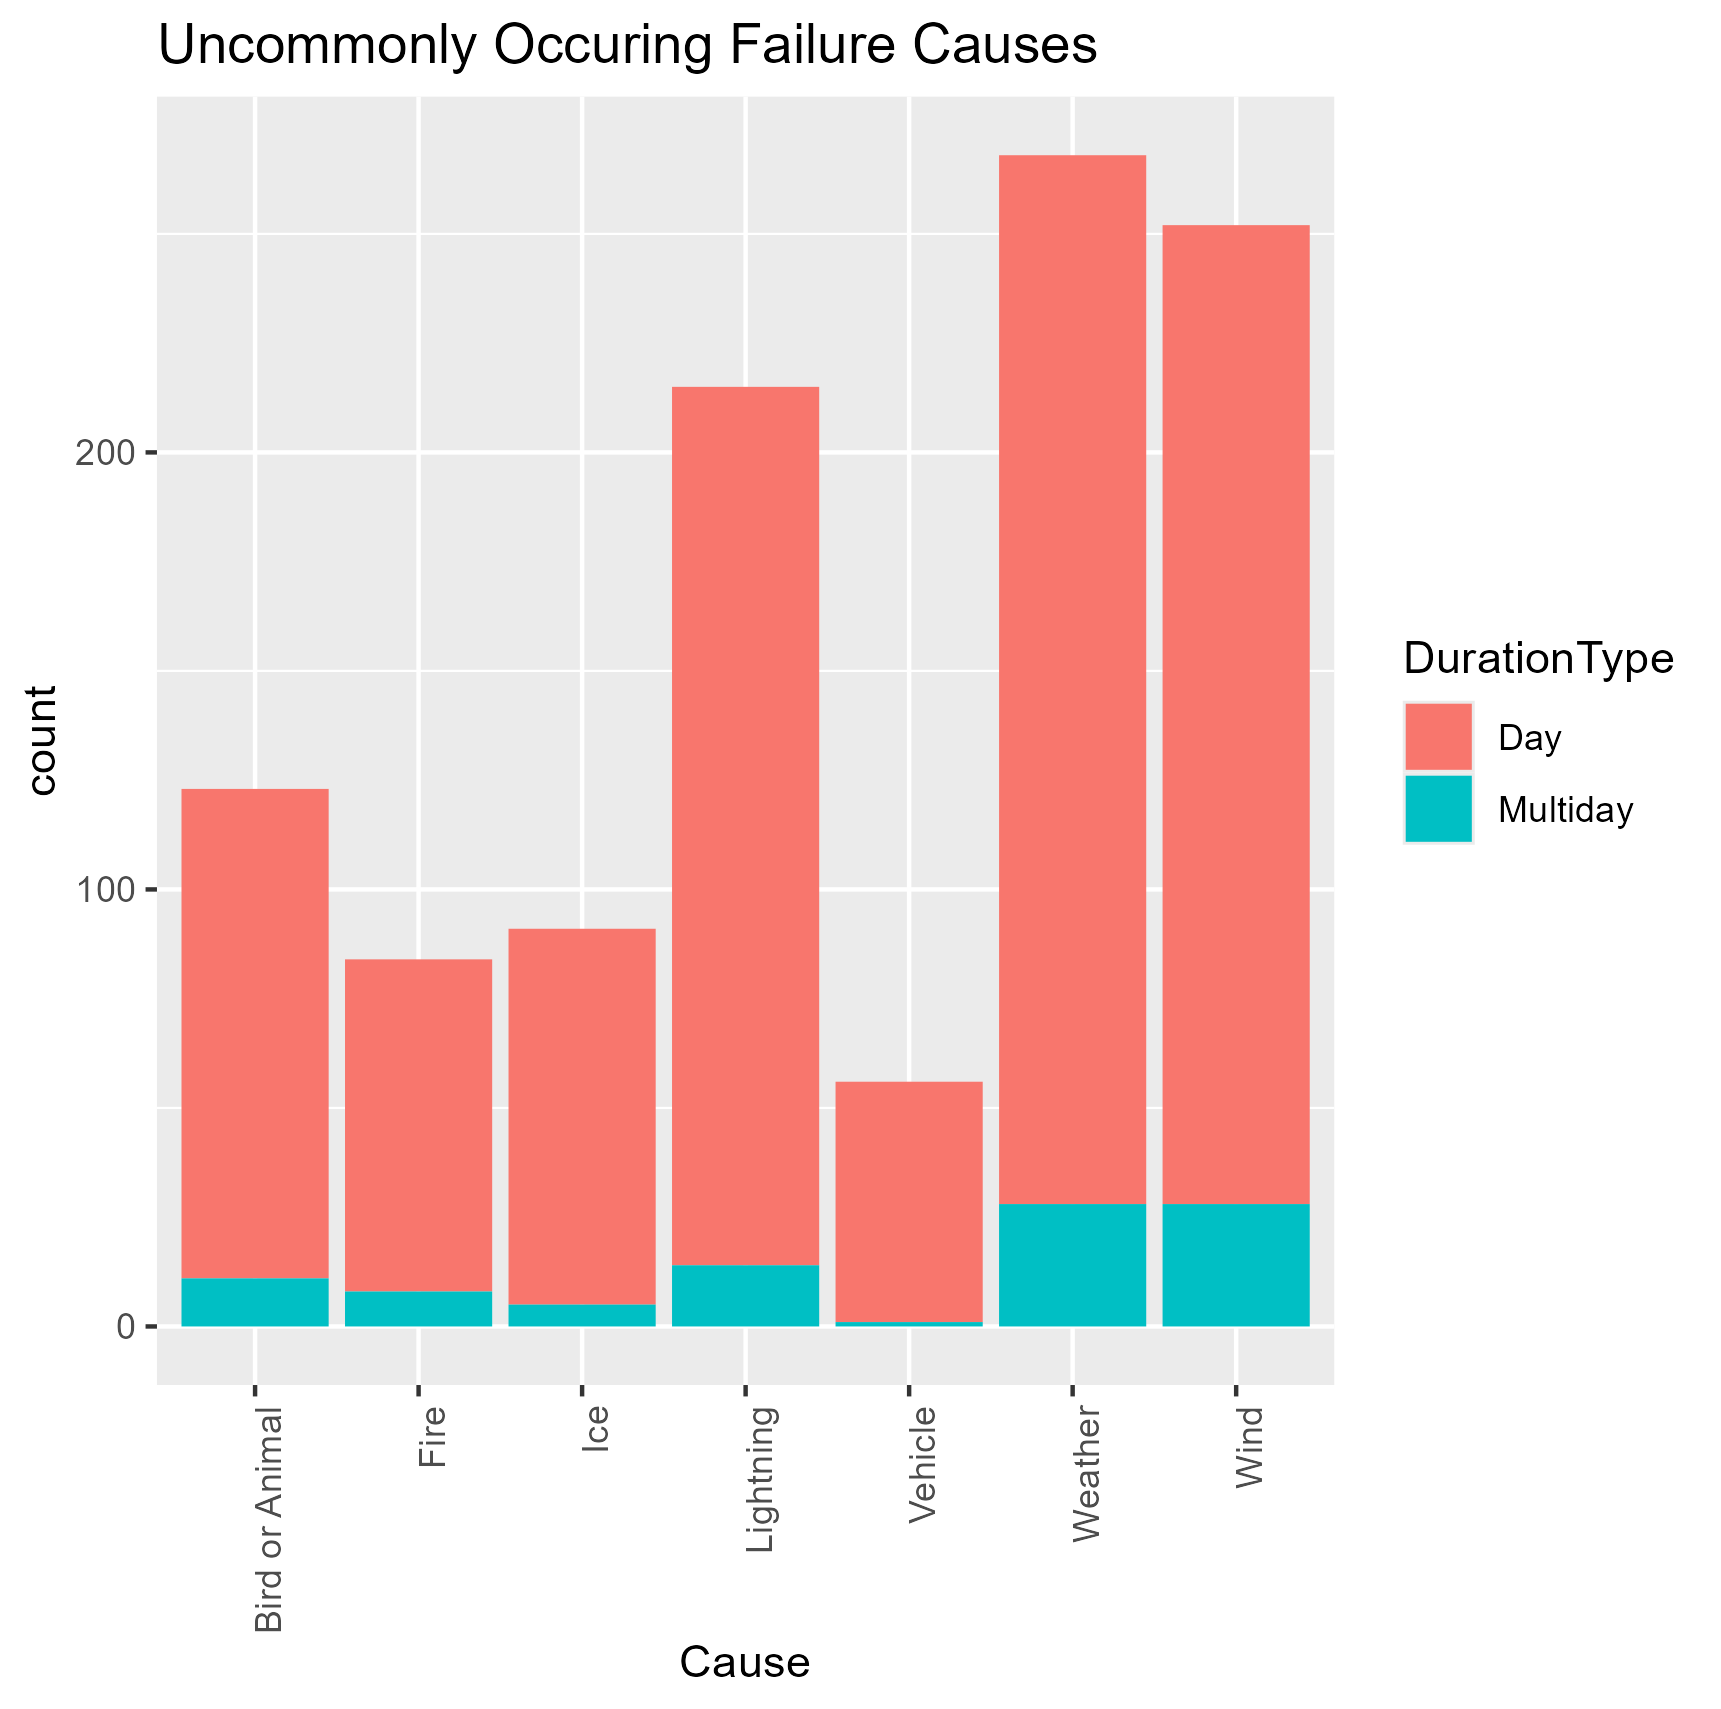 Uncommonly Occuring Failure Causes
count
200
100
0
Bird or Animal
Fire
Ice
Lightning
Vehicle
Weather
Wind
Cause
DurationType
Day
Multiday